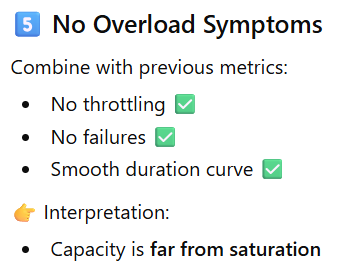 5 No Overload Symptoms
Combine with previous metrics:
• No throttling ✅
• No failures ✅
• Smooth duration curve ✅
👉 Interpretation:
• Capacity is far from saturation